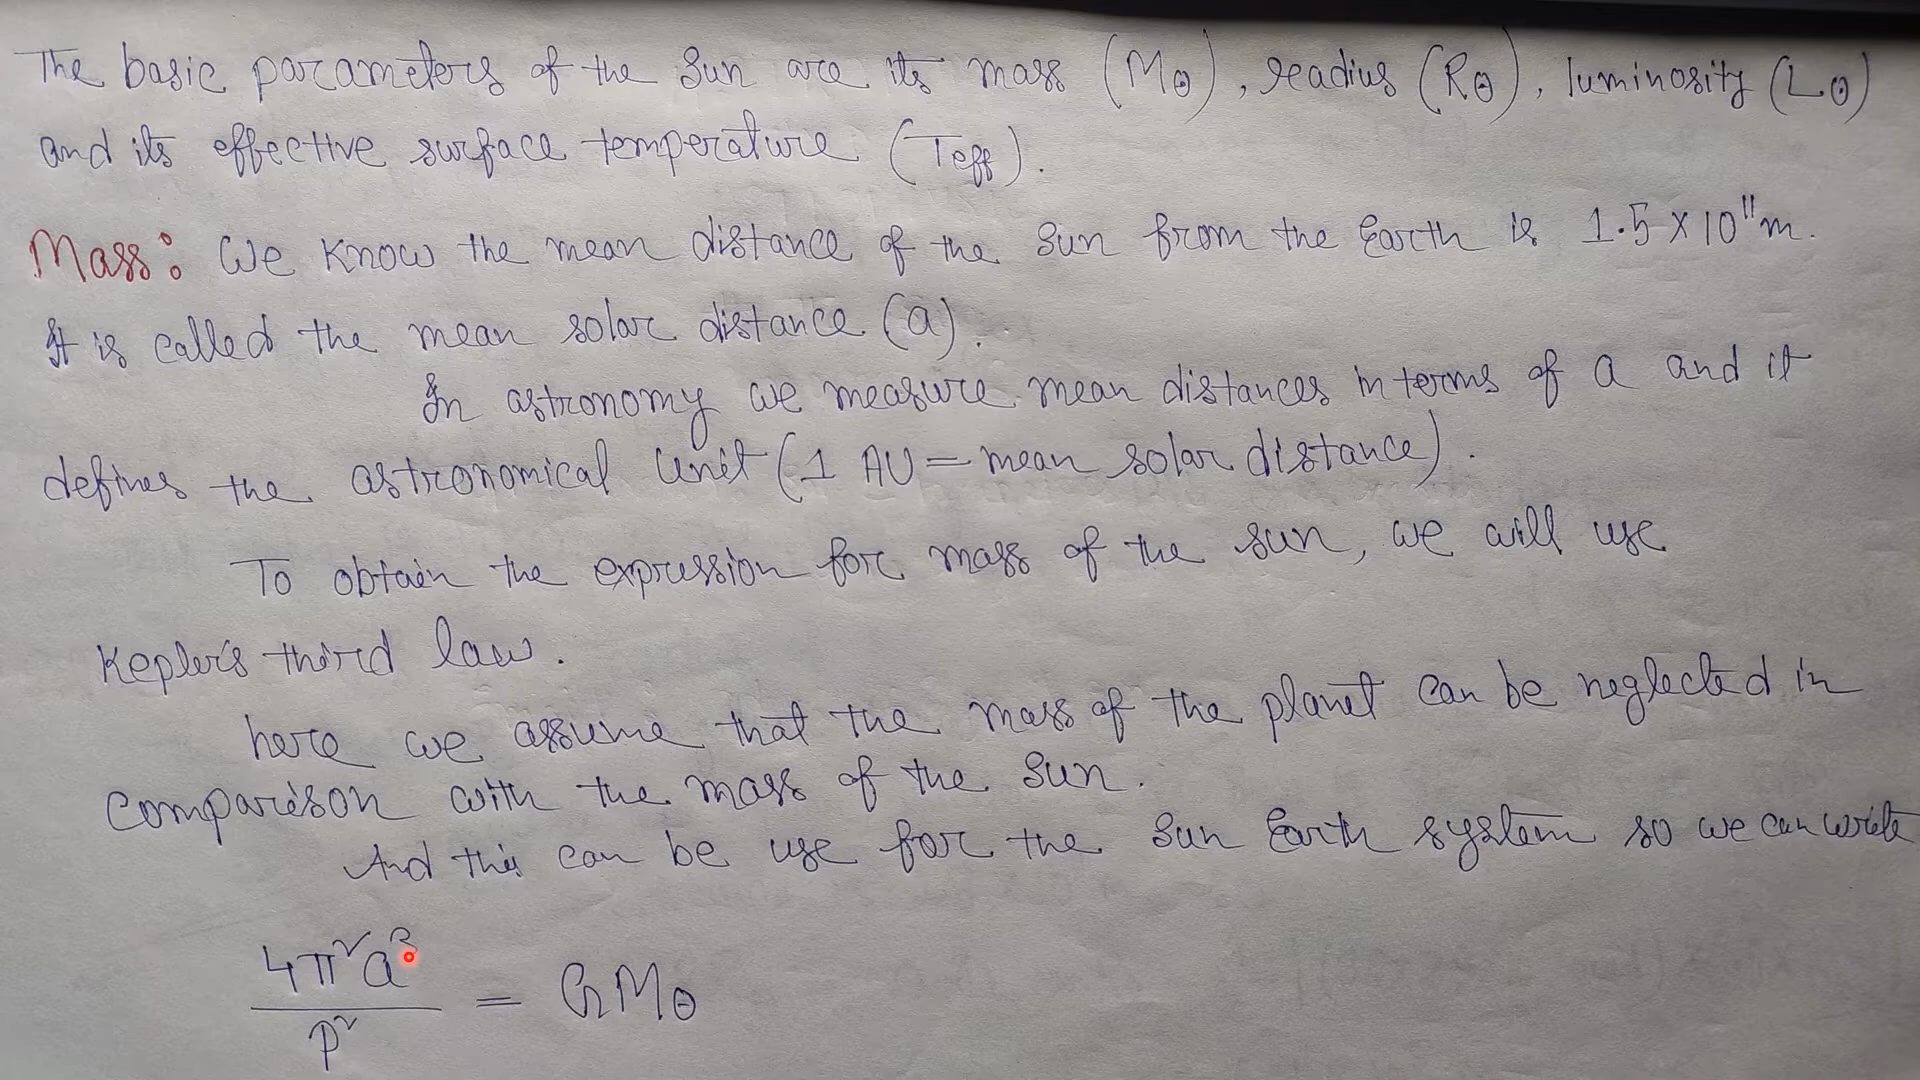 The basic parameters of the Sun are its mass (M⊙), readius (R⊙), luminosity (L⊙)
and its effective surface temperature (Teff).
Mass: We know the mean distance of the Sun from the Earth is 1.5 × 10¹¹ m.
It is called the mean solar distance (a).
In astronomy we measure mean distances in terms of a and it
defines the astronomical Unit (1 AU = mean solar distance).
To obtain the expression for mass of the sun, we will use
Kepler's third law.
here we assume that the mass of the planet can be neglected in
comparison with the mass of the Sun.
And this can be use for the Sun Earth system so we can write
4π²a³ / P² = GM⊙